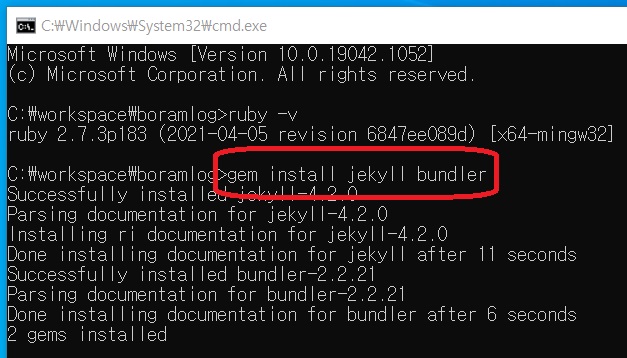 C:₩Windows₩System32₩cmd.exe
Microsoft Windows [Version 10.0.19042.1052]
(c) Microsoft Corporation. All rights reserved.
C:₩workspace₩boramlog>ruby -v
ruby 2.7.3p183 (2021-04-05 revision 6847ee089d) [x64-mingw32]
C:₩workspace₩boramlog>gem install jekyll bundler
Successfully installed jekyll-4.2.0
Parsing documentation for jekyll-4.2.0
Installing ri documentation for jekyll-4.2.0
Done installing documentation for jekyll after 11 seconds
Successfully installed bundler-2.2.21
Parsing documentation for bundler-2.2.21
Done installing documentation for bundler after 6 seconds
2 gems installed